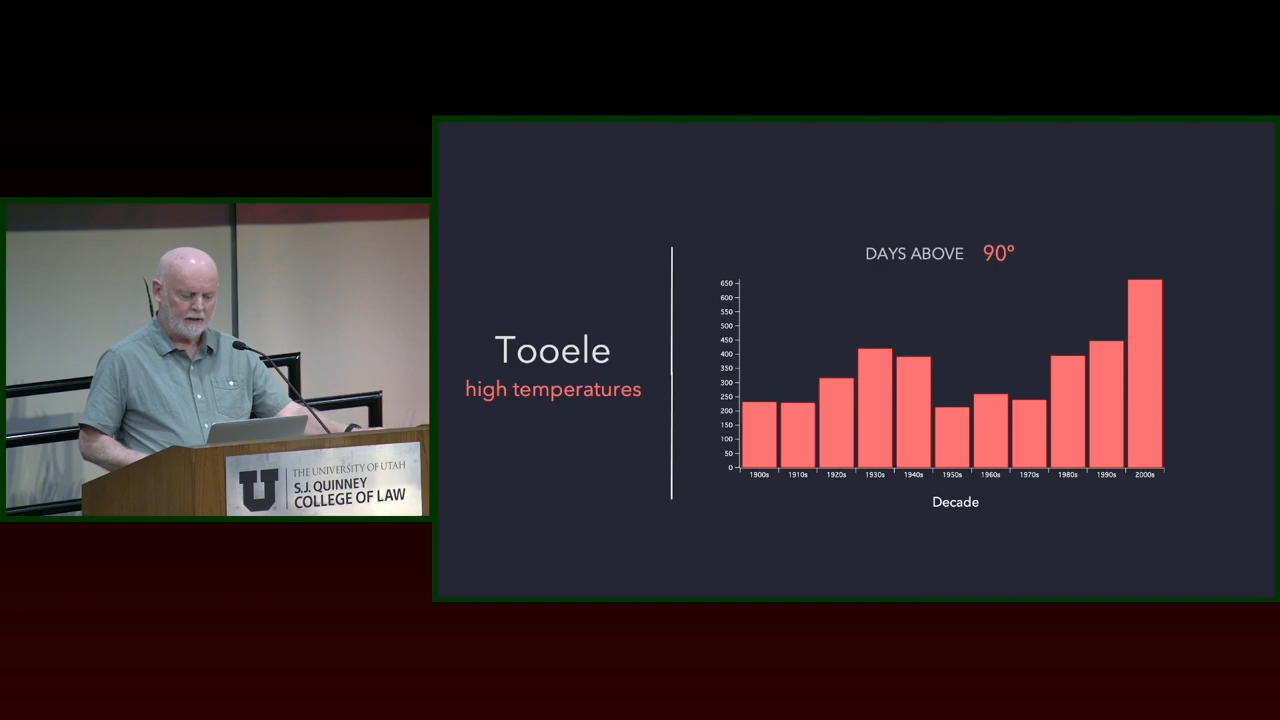 THE UNIVERSITY OF UTAH
S.J. QUINNEY
COLLEGE OF LAW
U
Tooele
high temperatures
DAYS ABOVE 90°
650
600
550
500
450
400
350
300
250
200
150
100
50
0
1900s 1910s 1920s 1930s 1940s 1950s 1960s 1970s 1980s 1990s 2000s
Decade